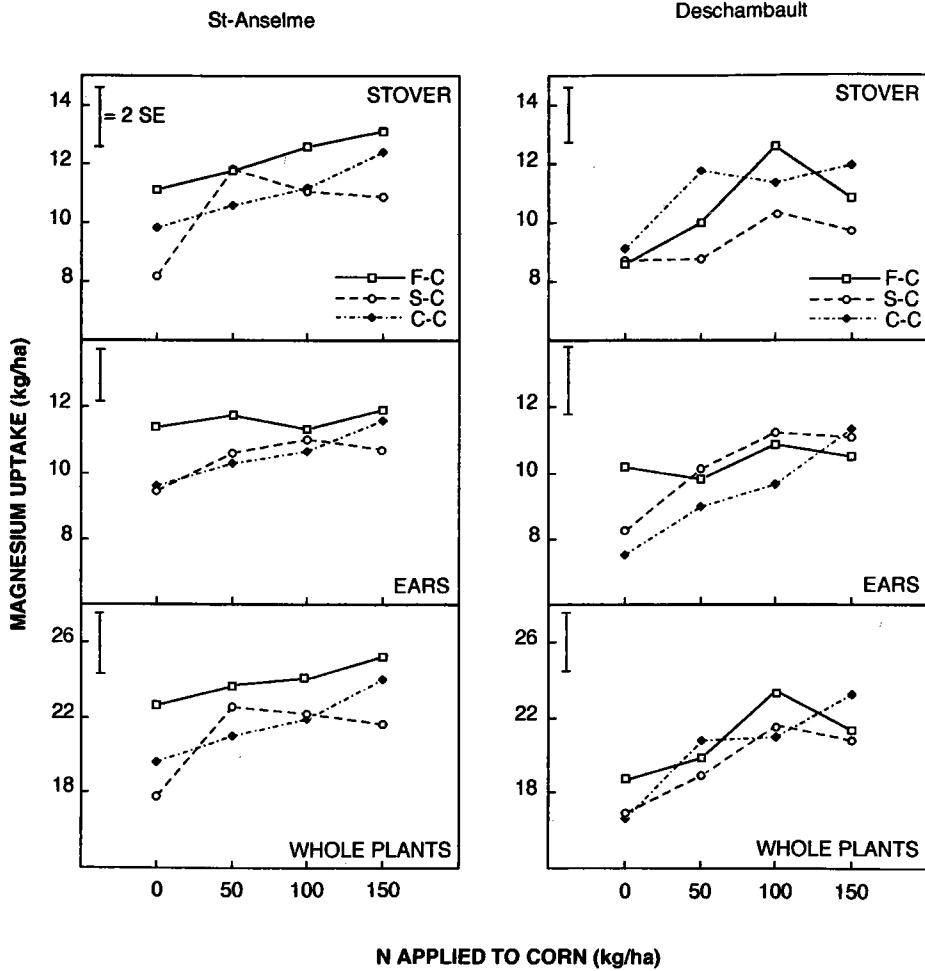 St-Anselme
Deschambault
MAGNESIUM UPTAKE (kg/ha)
14
12
10
8
= 2 SE
STOVER
F-C
S-C
C-C
12
10
8
EARS
26
22
18
WHOLE PLANTS
0 50 100 150
14
12
10
8
STOVER
F-C
S-C
C-C
12
10
8
EARS
26
22
18
WHOLE PLANTS
0 50 100 150
N APPLIED TO CORN (kg/ha)